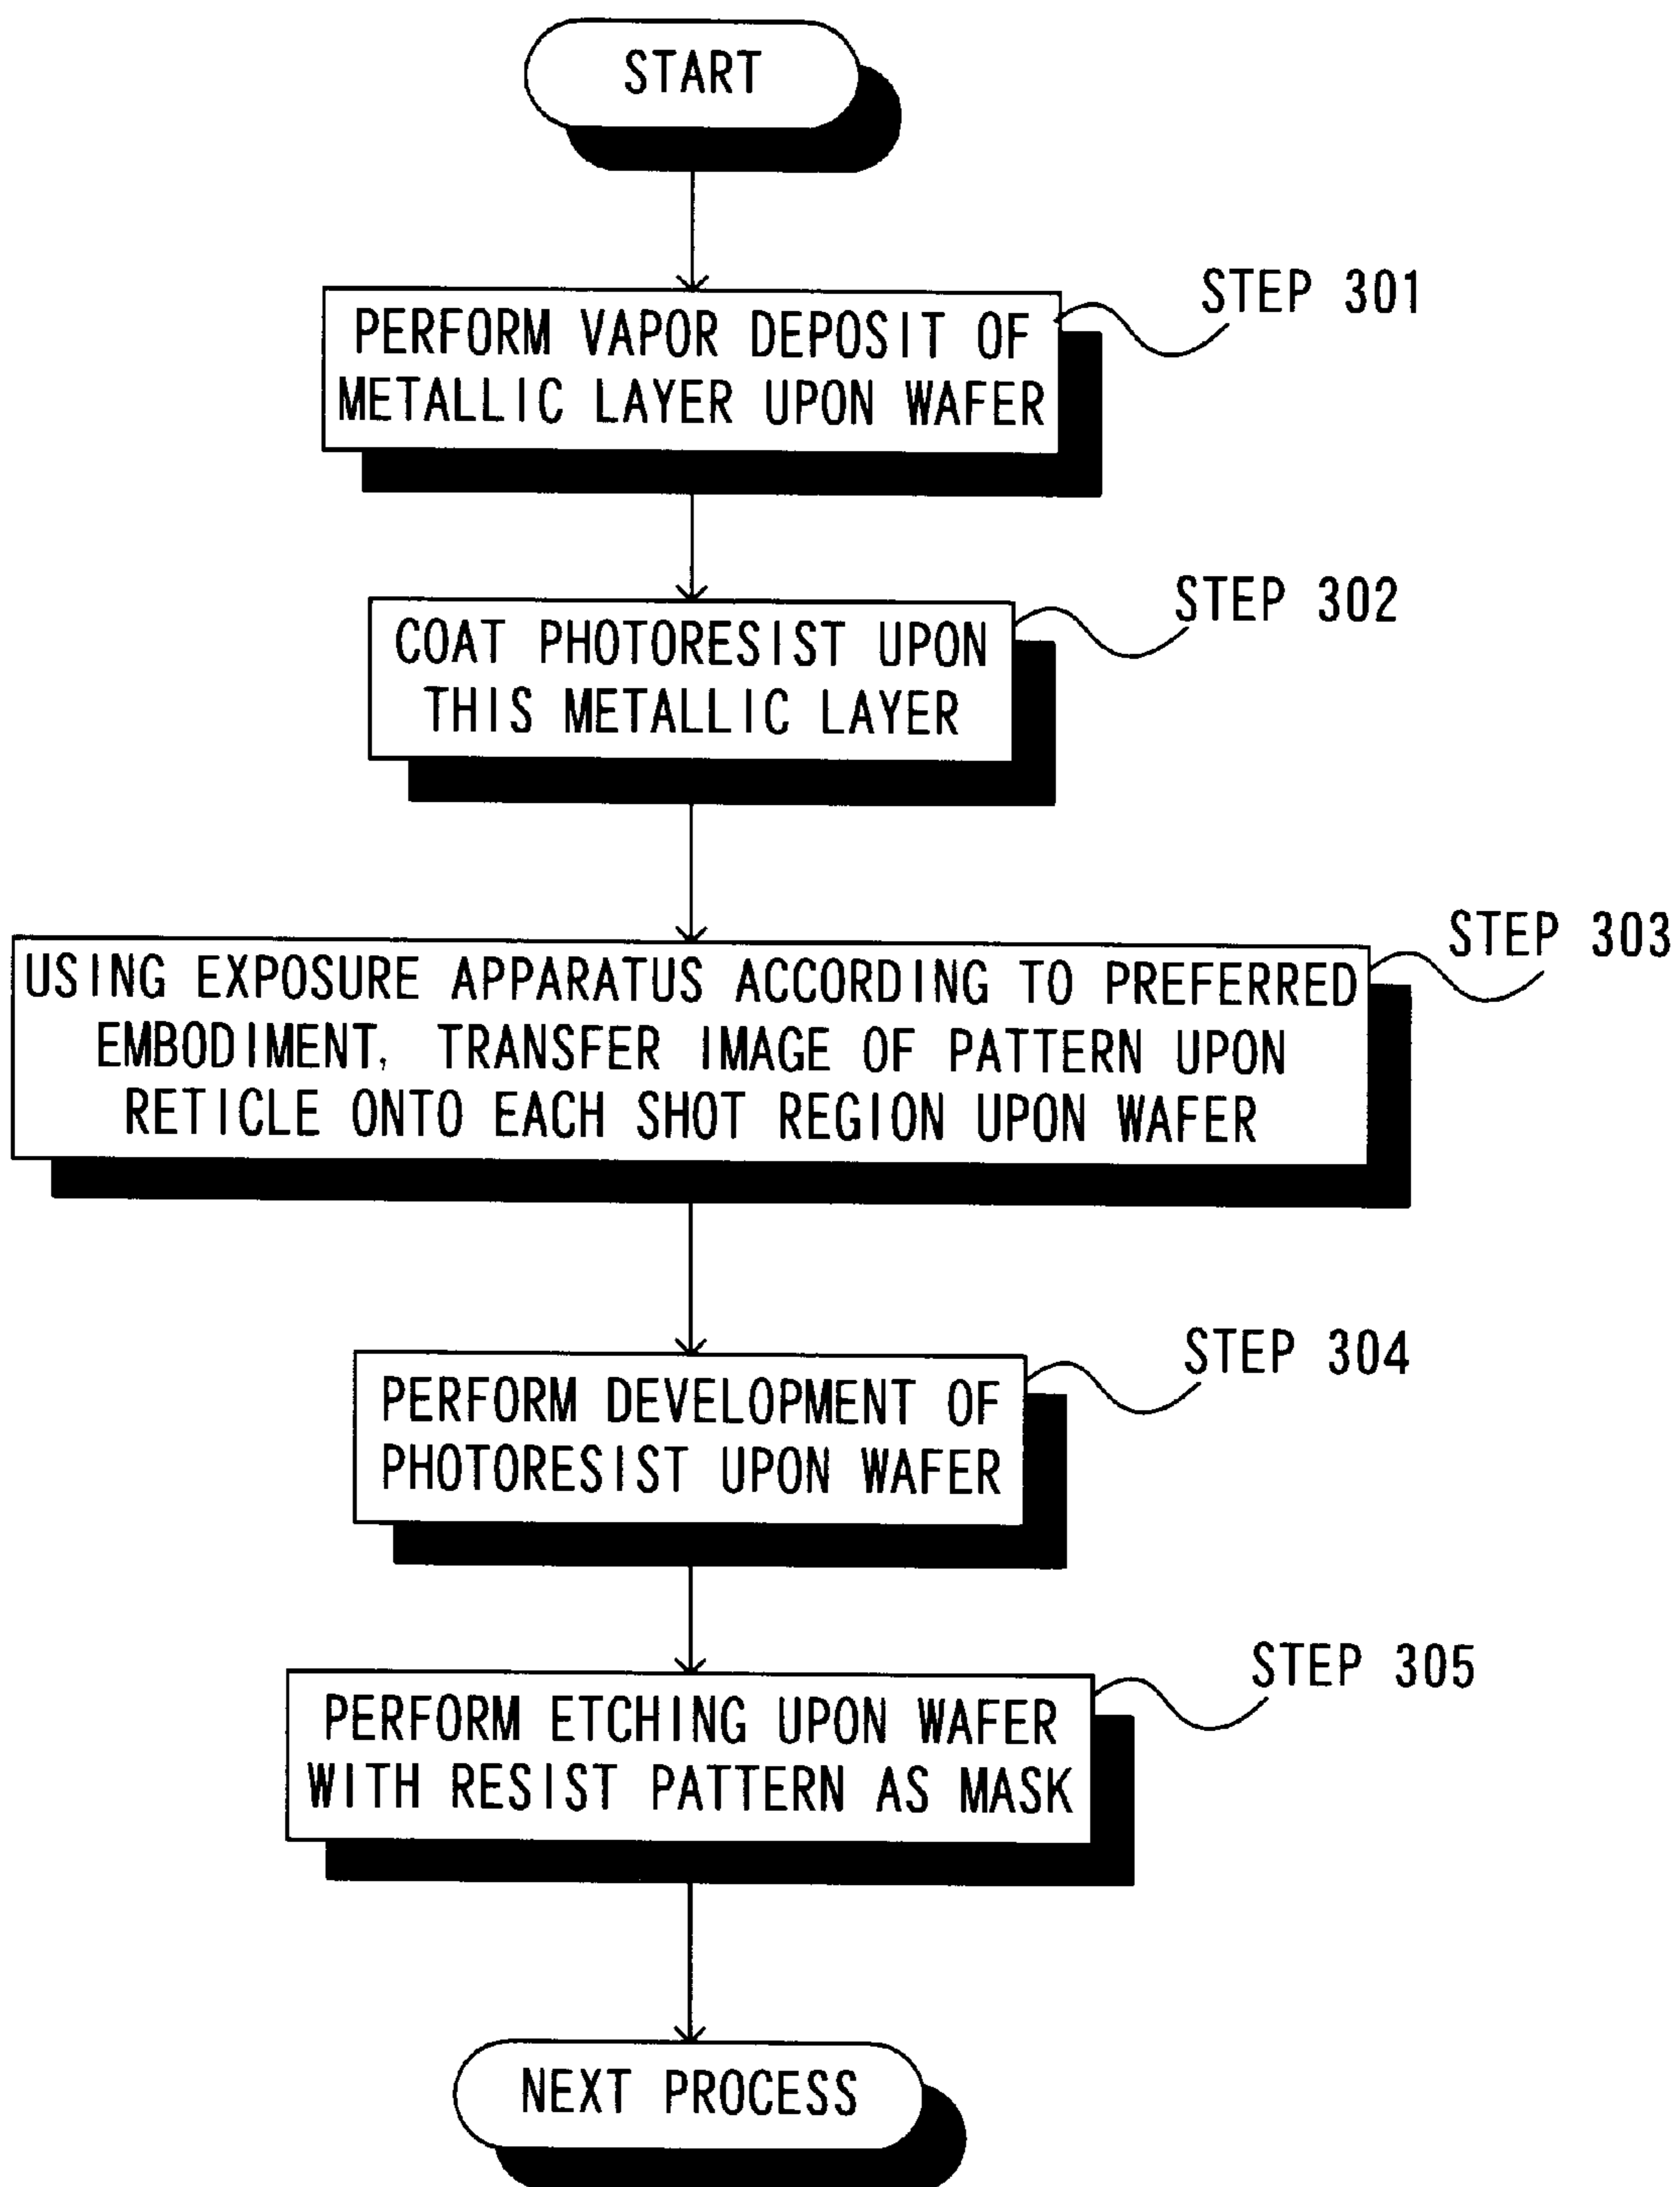 START
STEP 301
PERFORM VAPOR DEPOSIT OF
METALLIC LAYER UPON WAFER
STEP 302
COAT PHOTORESIST UPON
THIS METALLIC LAYER
STEP 303
USING EXPOSURE APPARATUS ACCORDING TO PREFERRED
EMBODIMENT, TRANSFER IMAGE OF PATTERN UPON
RETICLE ONTO EACH SHOT REGION UPON WAFER
STEP 304
PERFORM DEVELOPMENT OF
PHOTORESIST UPON WAFER
STEP 305
PERFORM ETCHING UPON WAFER
WITH RESIST PATTERN AS MASK
NEXT PROCESS